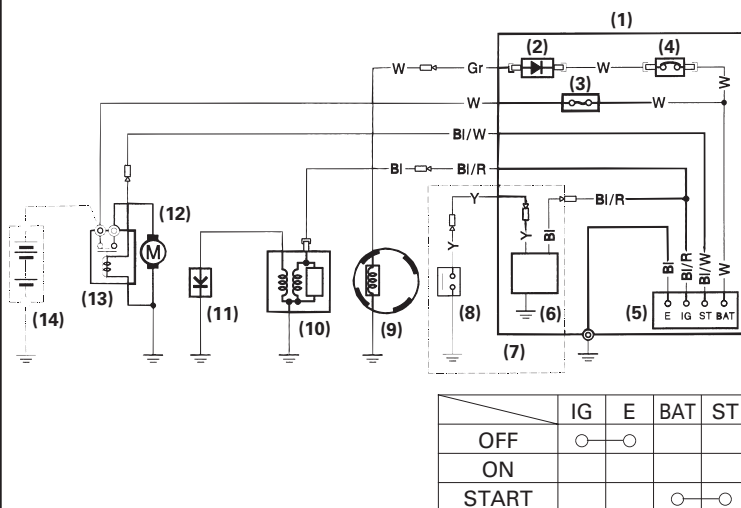 (1)
(2)
(4)
W Gr W
(3)
W
W W
Bl/W
Bl Bl/R
Y Bl/R Bl/R
(12)
Y Y Bl
M
Bl Bl/R Bl/W W
(13)
(11)
(10)
(9)
(8)
(6)
(5)
E IG ST BAT
(14)
(7)
IG E BAT ST
OFF
ON
START